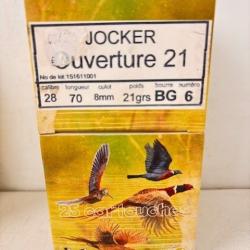 JOCKER
Ouverture 21
No de lot 151611001
calibre longueur culot poids bourre numéro
28 70 8mm 21grs BG 6
25 cartouches